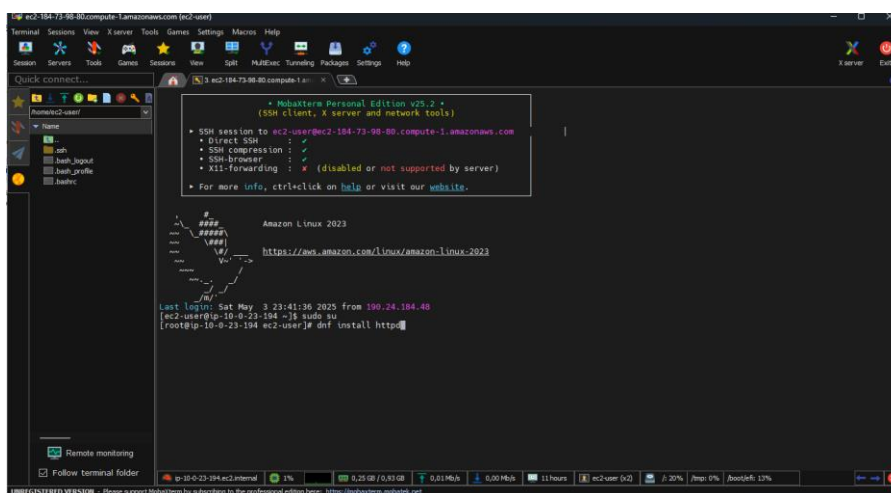 ec2-184-73-98-80.compute-1.amazonaws.com (ec2-user)
Terminal Sessions View X server Tools Games Settings Macros Help
Session Servers Tools Games Sessions View Split MultiExec Tunneling Packages Settings Help X server Exit
Quick connect...
3. ec2-184-73-98-80.compute-1.am
/home/ec2-user/
Name
..
.ssh
.bash_logout
.bash_profile
.bashrc
• MobaXterm Personal Edition v25.2 •
(SSH client, X server and network tools)
▸ SSH session to ec2-user@ec2-184-73-98-80.compute-1.amazonaws.com
• Direct SSH : ✓
• SSH compression : ✓
• SSH-browser : ✓
• X11-forwarding : ✗ (disabled or not supported by server)
▸ For more info, ctrl+click on help or visit our website.
Amazon Linux 2023
https://aws.amazon.com/linux/amazon-linux-2023
Last login: Sat May 3 23:41:36 2025 from 190.24.184.48
[ec2-user@ip-10-0-23-194 ~]$ sudo su
[root@ip-10-0-23-194 ec2-user]# dnf install httpd
Remote monitoring
Follow terminal folder
ip-10-0-23-194.ec2.internal 1% 0,25 GB / 0,93 GB 0,01 Mb/s 0,00 Mb/s 11 hours ec2-user (x2) /: 20% /tmp: 0% /boot/efi: 13%
UNREGISTERED VERSION - Please support MobaXterm by subscribing to the professional edition here: https://mobaxterm.mobatek.net